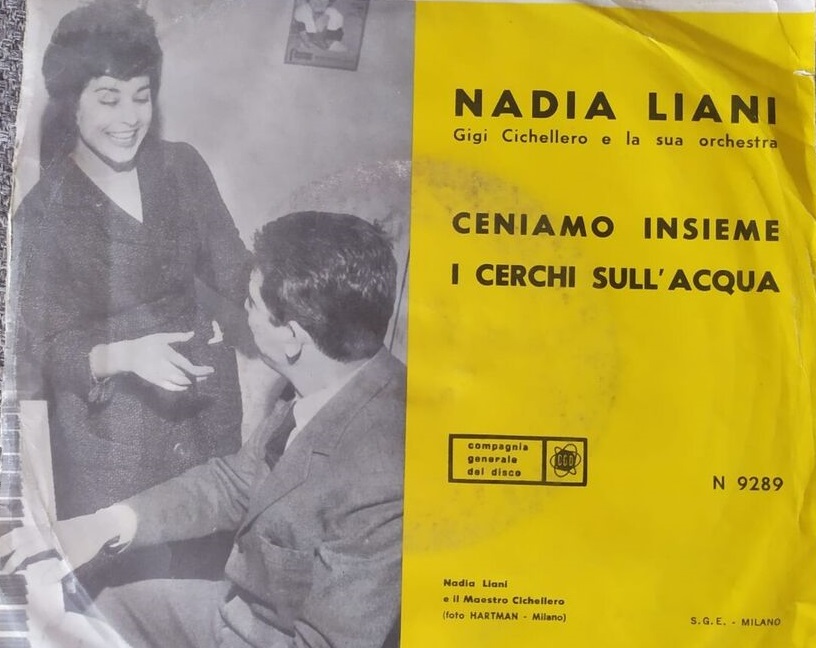 NADIA LIANI
Gigi Cichellero e la sua orchestra
CENIAMO INSIEME
I CERCHI SULL'ACQUA
compagnia
generale
del disco
CGD
N 9289
Nadia Liani
e il Maestro Cichellero
(foto HARTMAN - Milano)
S.G.E. - MILANO